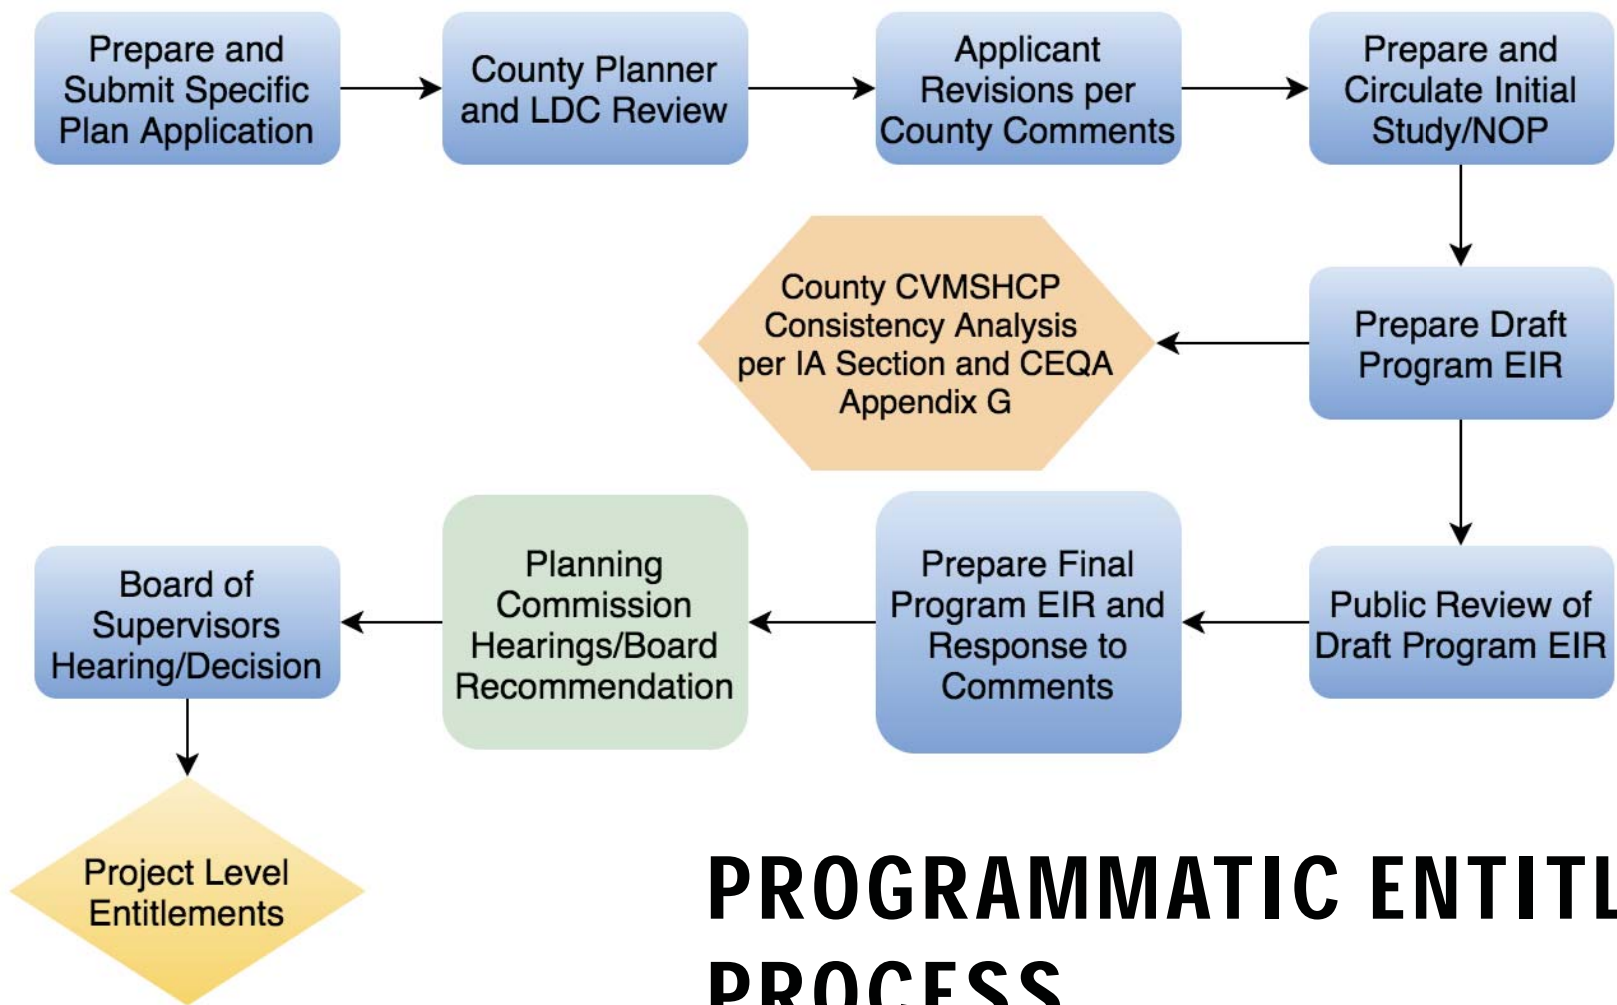 Prepare and
Submit Specific
Plan Application
County Planner
and LDC Review
Applicant
Revisions per
County Comments
Prepare and
Circulate Initial
Study/NOP
County CVMSHCP
Consistency Analysis
per IA Section and CEQA
Appendix G
Prepare Draft
Program EIR
Board of
Supervisors
Hearing/Decision
Planning
Commission
Hearings/Board
Recommendation
Prepare Final
Program EIR and
Response to
Comments
Public Review of
Draft Program EIR
Project Level
Entitlements
PROGRAMMATIC
PROCESS